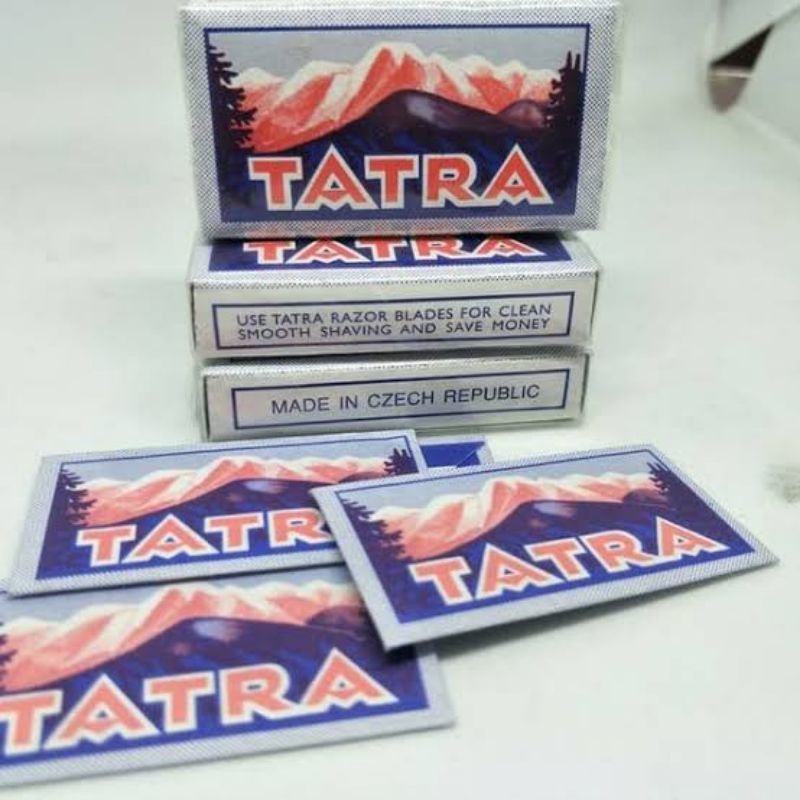 TATRA
TATRA
USE TATRA RAZOR BLADES FOR CLEAN
SMOOTH SHAVING AND SAVE MONEY
MADE IN CZECH REPUBLIC
TATR
TATRA
TATRA